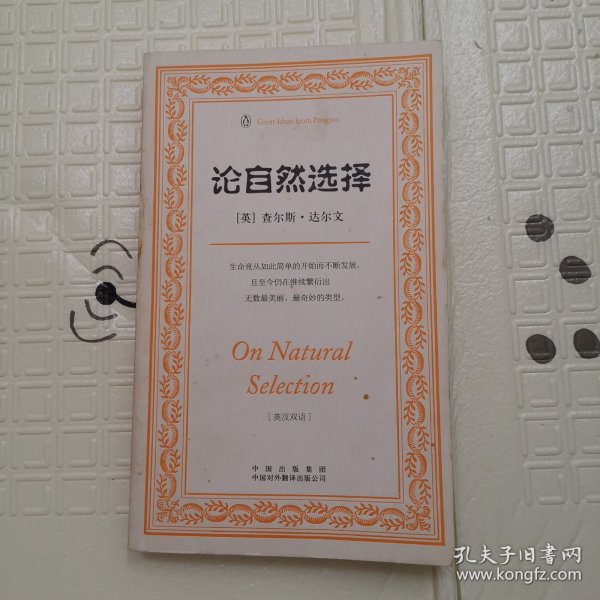 Great Ideas from Penguin
论自然选择
[英] 查尔斯·达尔文
生命竟从如此简单的开始而不断发展，
且至今仍在继续繁衍出
无数最美丽、最奇妙的类型。
On Natural
Selection
[英汉双语]
中国出版集团
中国对外翻译出版公司
孔夫子旧书网
www.kongfz.com